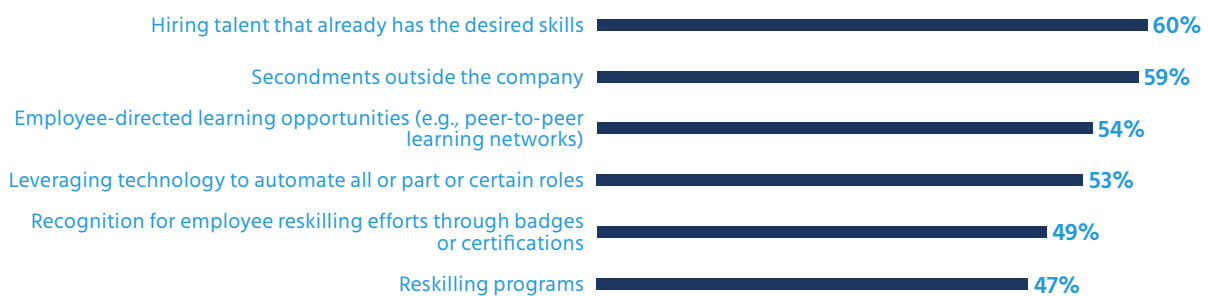 Hiring talent that already has the desired skills 60%
Secondments outside the company 59%
Employee-directed learning opportunities (e.g., peer-to-peer
learning networks) 54%
Leveraging technology to automate all or part or certain roles 53%
Recognition for employee reskilling efforts through badges
or certifications 49%
Reskilling programs 47%